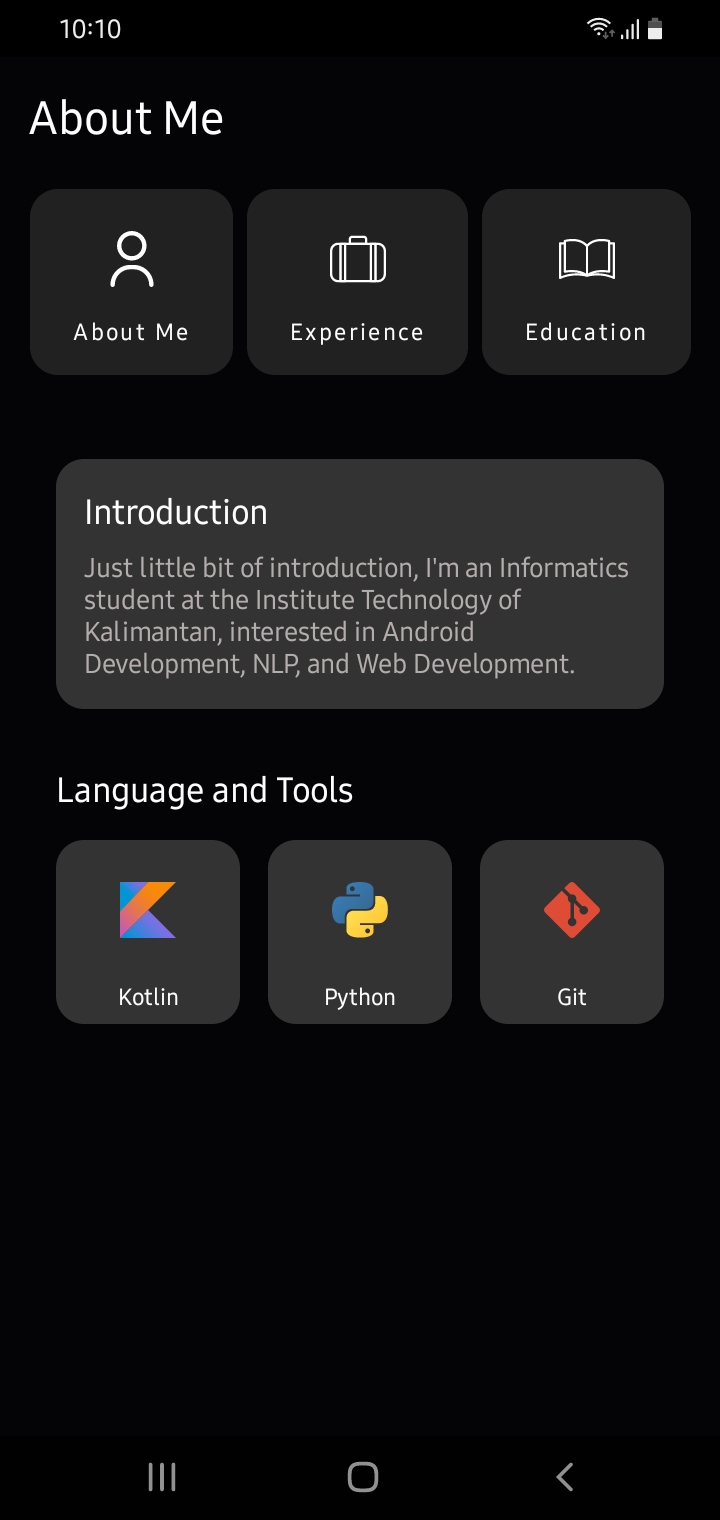 10:10
About Me
About Me
Experience
Education
Introduction
Just little bit of introduction, I'm an Informatics
student at the Institute Technology of
Kalimantan, interested in Android
Development, NLP, and Web Development.
Language and Tools
Kotlin
Python
Git